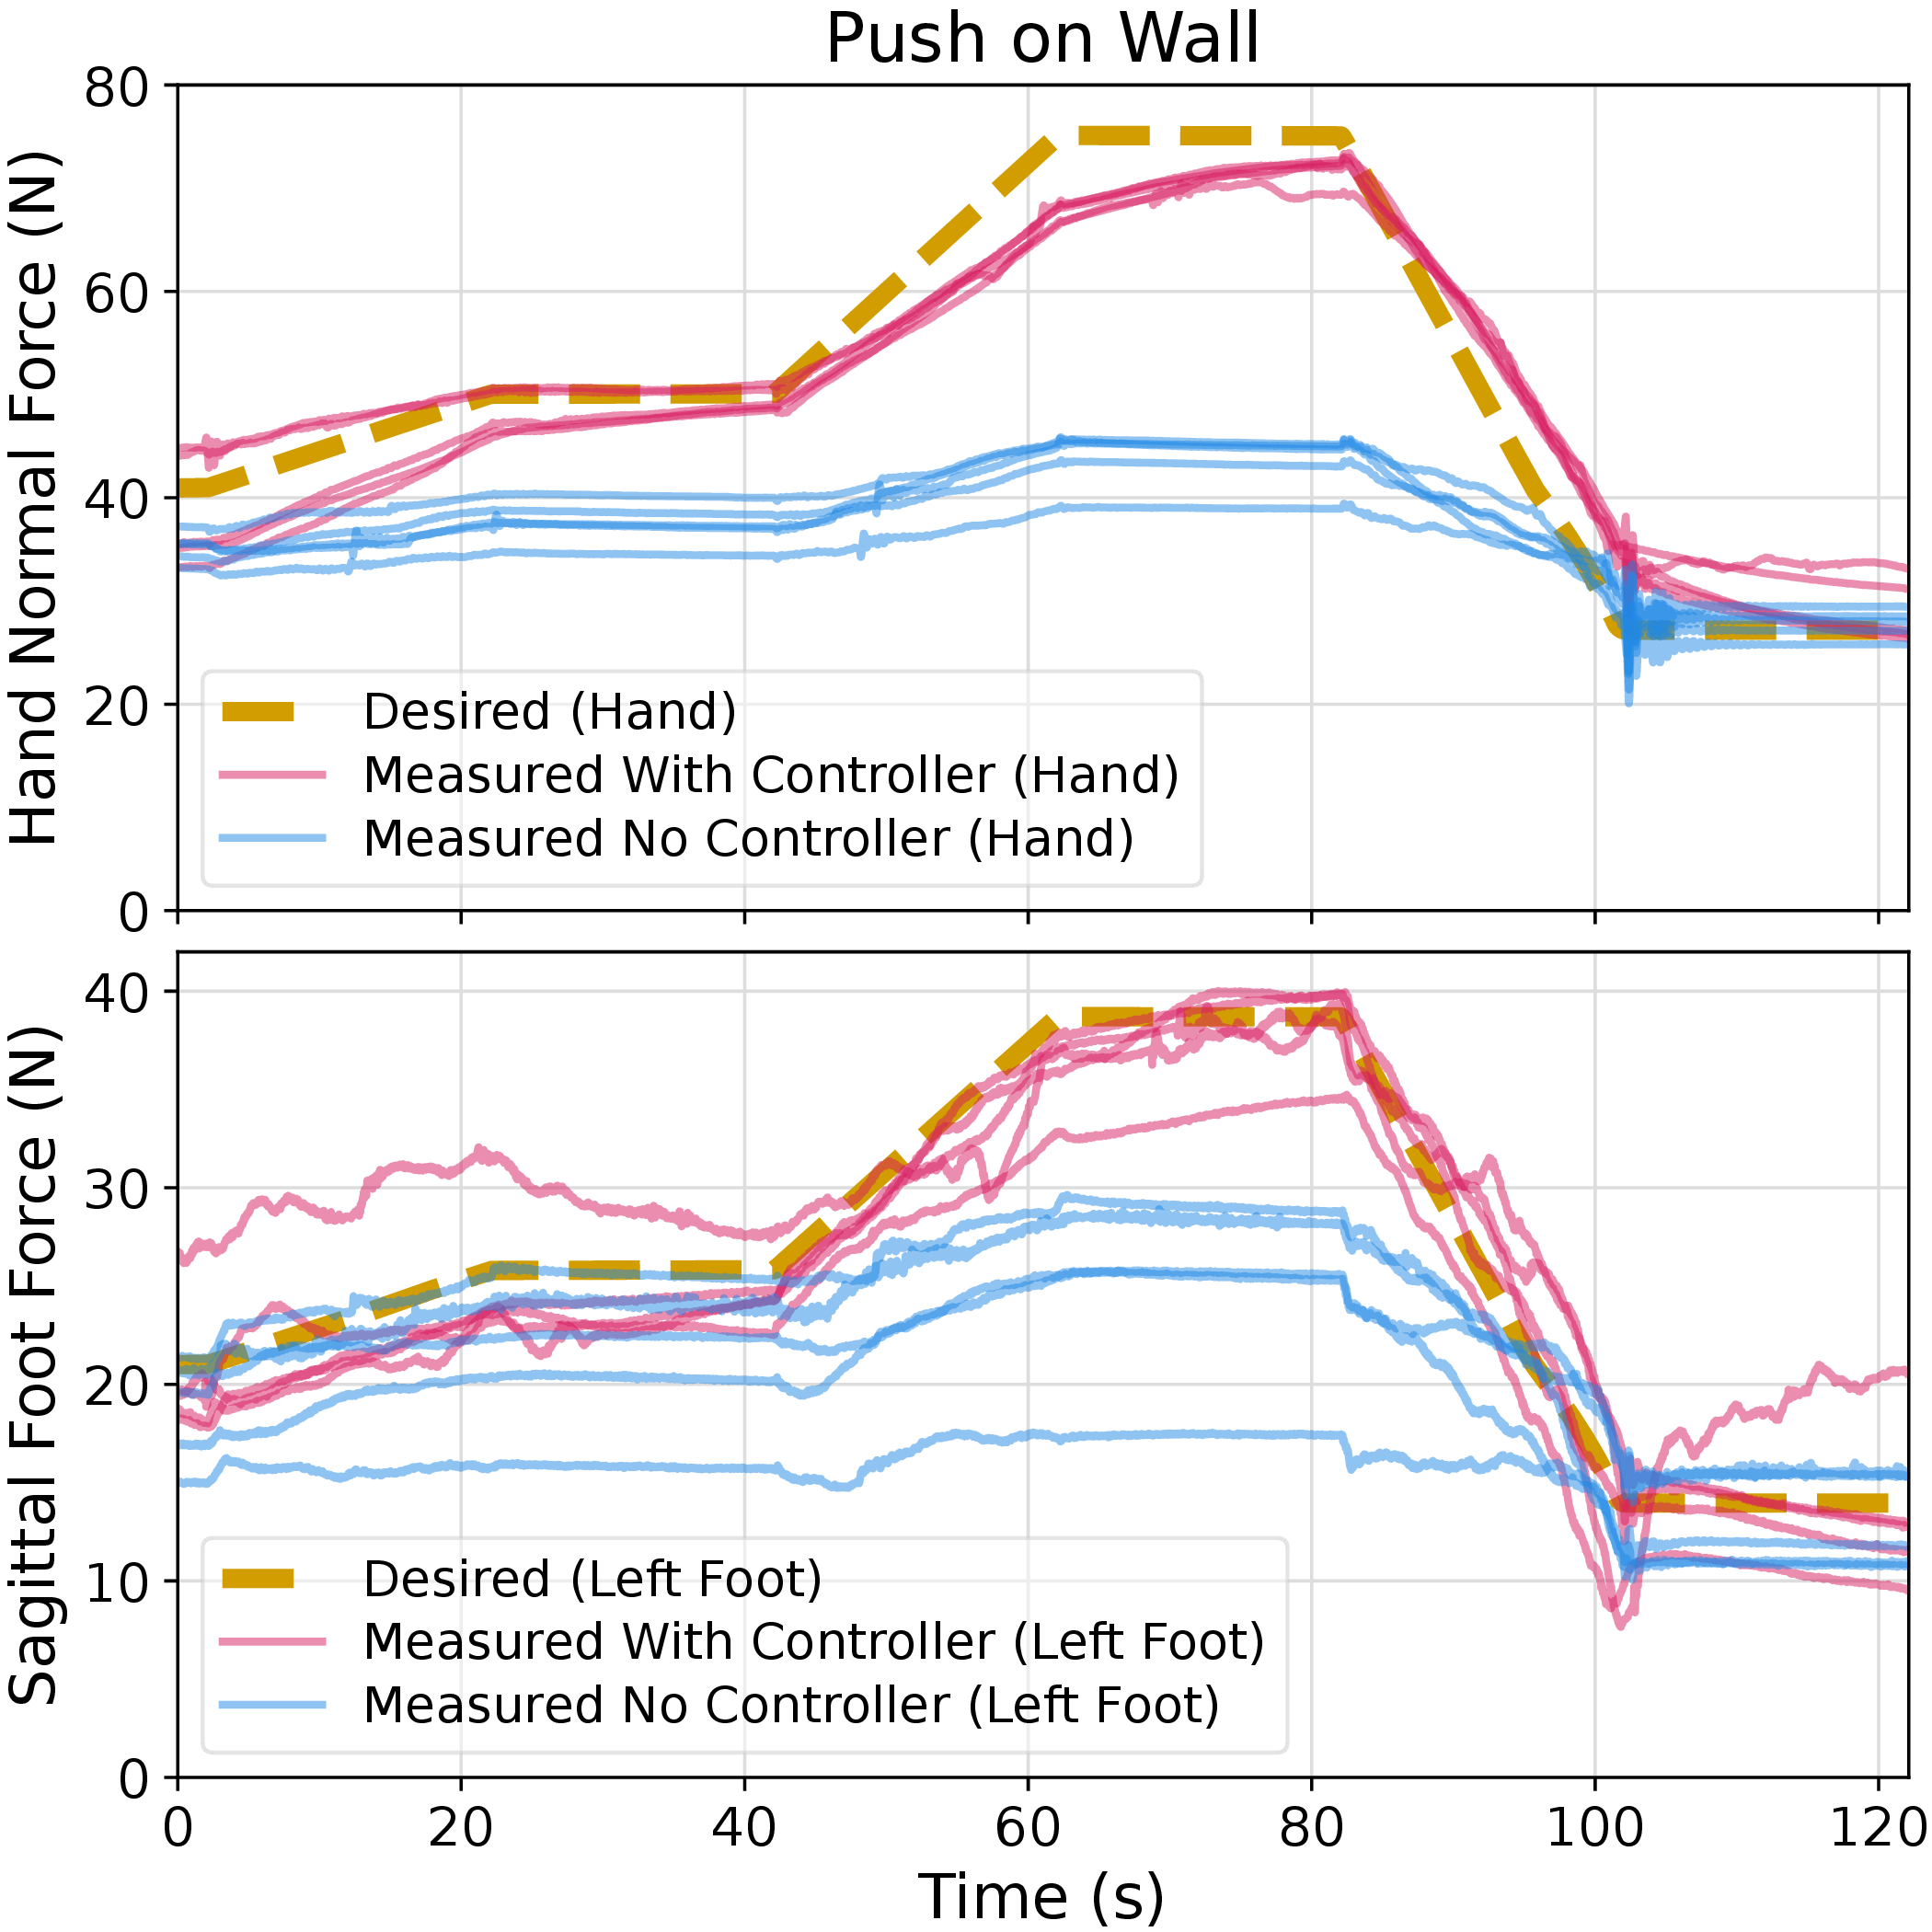 Push on Wall
Hand Normal Force (N)
80
60
40
20
0
Desired (Hand)
Measured With Controller (Hand)
Measured No Controller (Hand)
Sagittal Foot Force (N)
40
30
20
10
0
Desired (Left Foot)
Measured With Controller (Left Foot)
Measured No Controller (Left Foot)
0 20 40 60 80 100 120
Time (s)